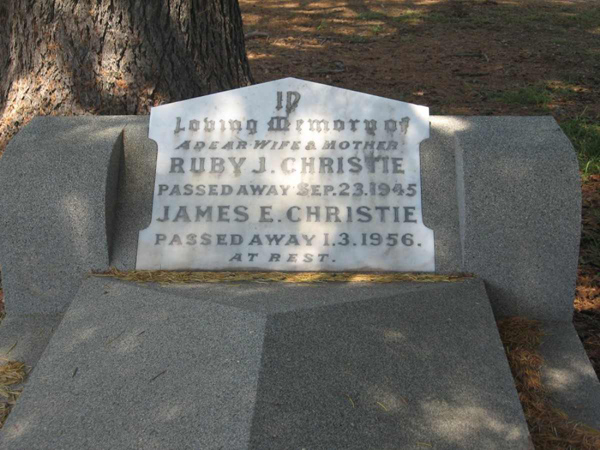 In
Loving Memory of
A DEAR WIFE & MOTHER
RUBY J. CHRISTIE
PASSED AWAY SEP. 23. 1945
JAMES E. CHRISTIE
PASSED AWAY 1. 3. 1956.
AT REST.